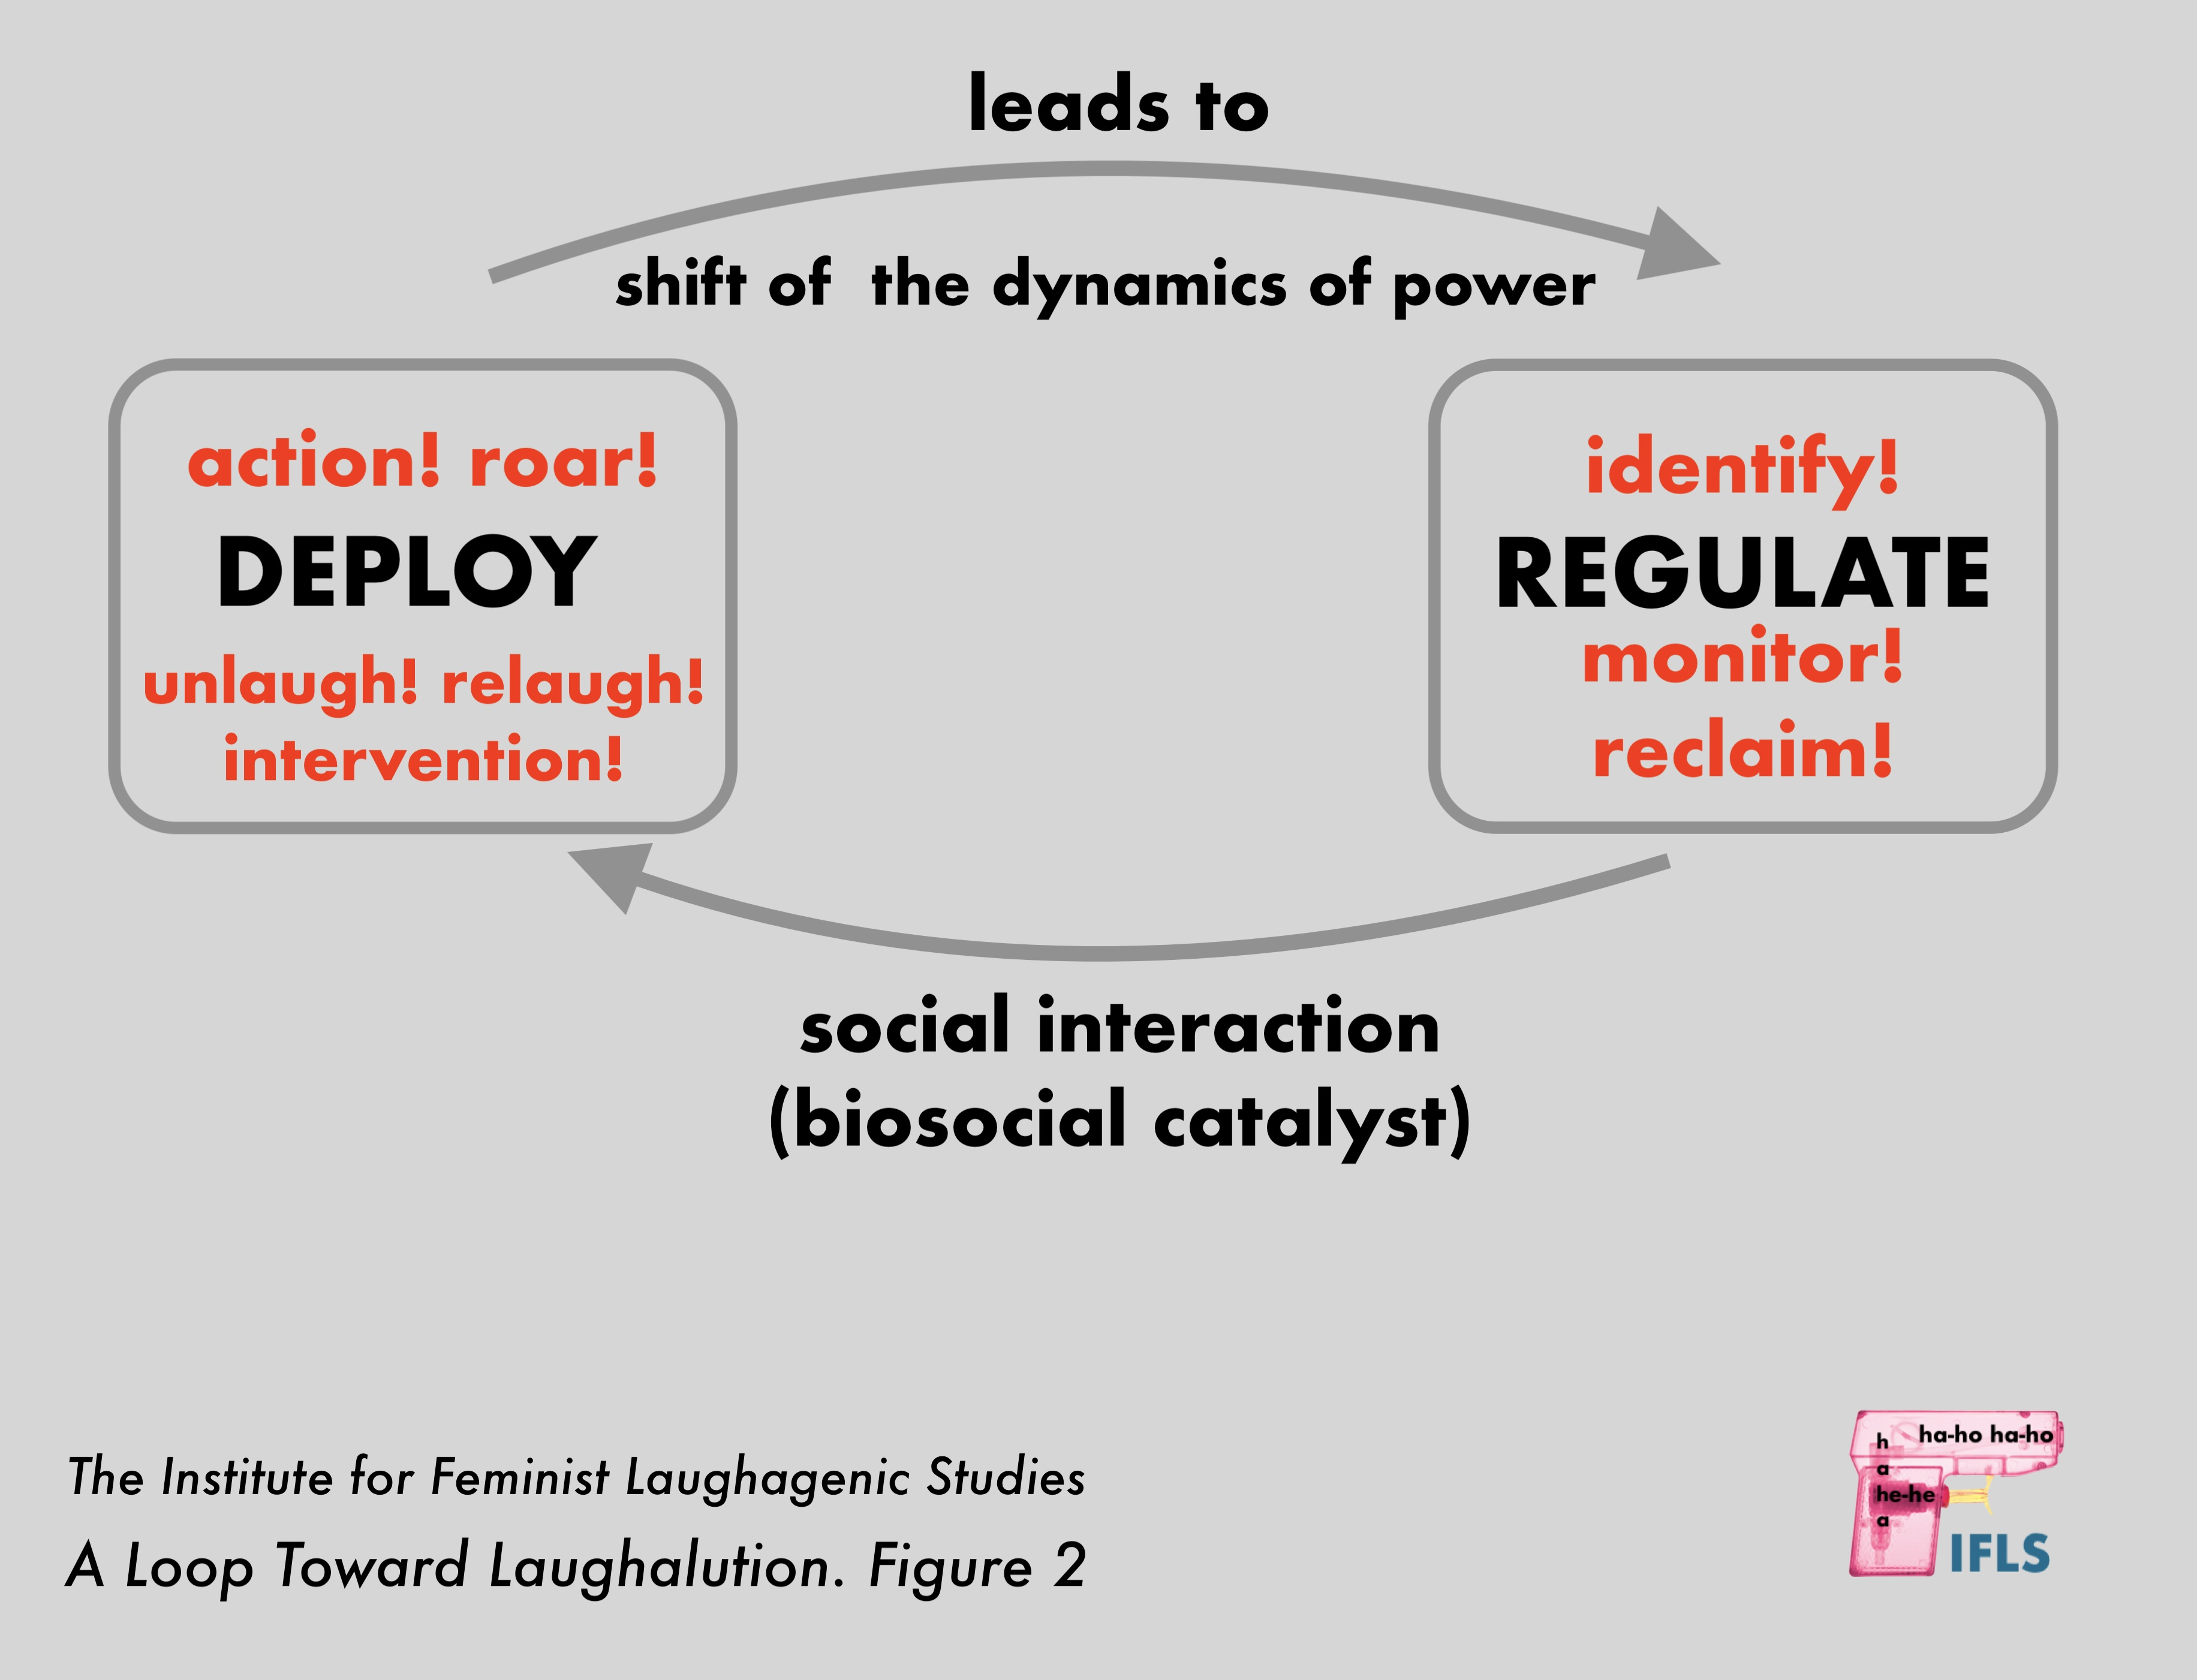 leads to
shift of the dynamics of power
action! roar!
DEPLOY
unlaugh! relaugh!
intervention!
identify!
REGULATE
monitor!
reclaim!
social interaction
(biosocial catalyst)
The Institute for Feminist Laughagenic Studies
A Loop Toward Laughalution. Figure 2
ha-ho ha-ho
h
a
he-he
a
IFLS